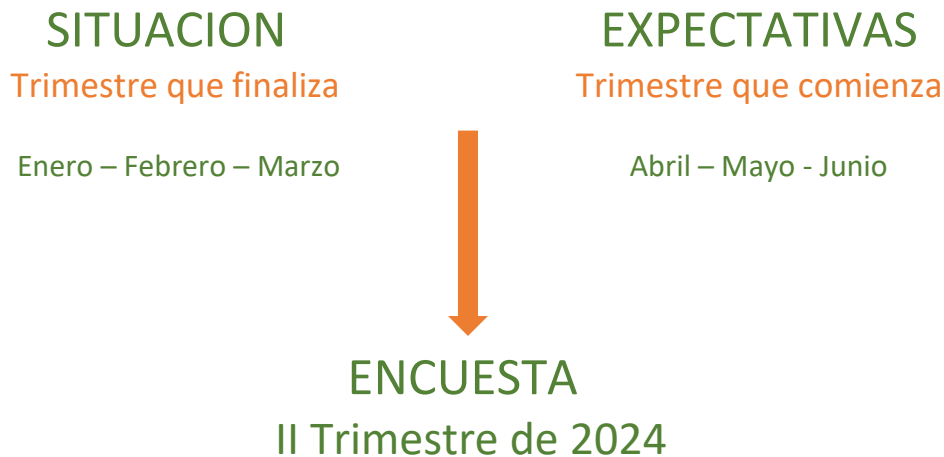 SITUACION
Trimestre que finaliza
Enero – Febrero – Marzo
EXPECTATIVAS
Trimestre que comienza
Abril – Mayo - Junio
ENCUESTA
II Trimestre de 2024